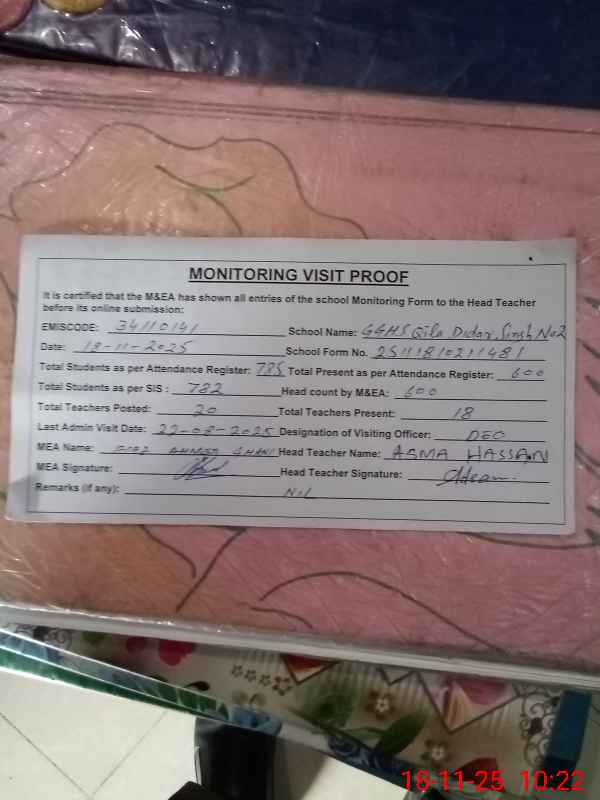 MONITORING VISIT PROOF
It is certified that the M&EA has shown all entries of the school Monitoring Form to the Head Teacher
before its online submission:
EMISCODE: 34110141 School Name: GGHS Qila Didar Singh No2
Date: 18-11-2025 School Form No. 25111810211481
Total Students as per Attendance Register: 785 Total Present as per Attendance Register: 600
Total Students as per SIS : 782 Head count by M&EA: 600
Total Teachers Posted: 20 Total Teachers Present: 18
Last Admin Visit Date: 22-08-2025 Designation of Visiting Officer: DEO
MEA Name: AHMED GHANI Head Teacher Name: ASMA HASSAN
MEA Signature: Head Teacher Signature:
Remarks (if any): Nil
18-11-25 10:22